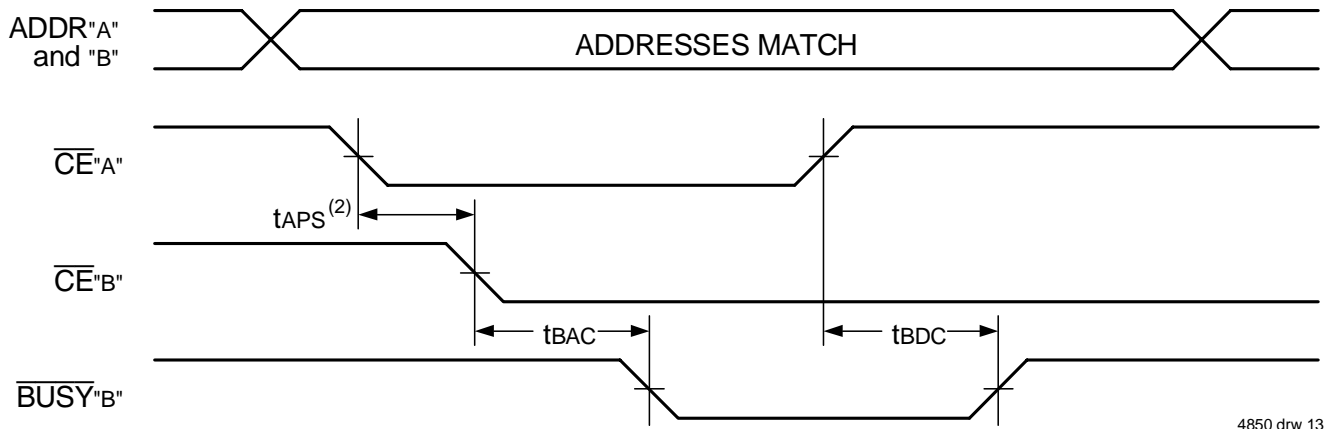 ADDR"A"
and "B"
ADDRESSES MATCH
CE"A"
tAPS(2)
CE"B"
tBAC
tBDC
BUSY"B"
4850 drw 13